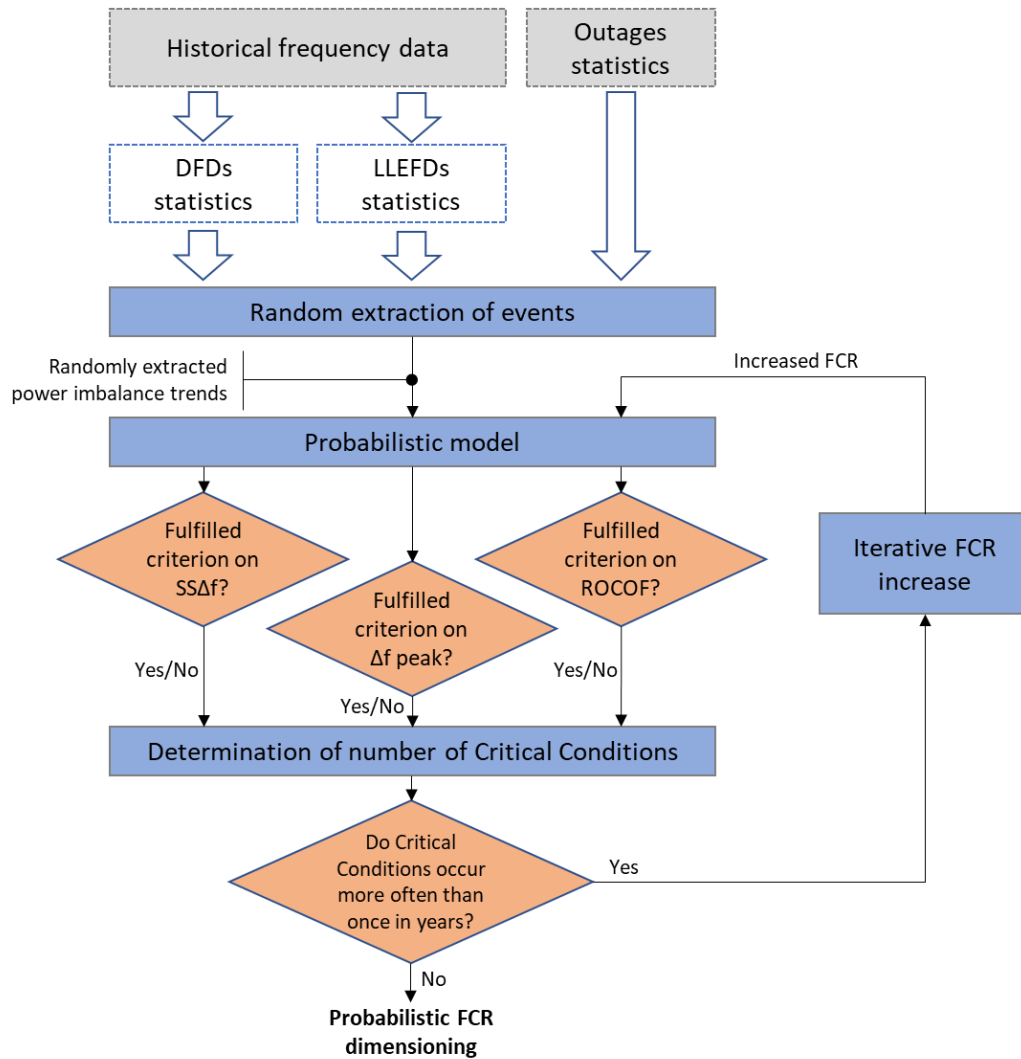 Historical frequency data
Outages
statistics
DFDs
statistics
LLEFDs
statistics
Random extraction of events
Randomly extracted
power imbalance trends
Increased FCR
Probabilistic model
Fulfilled
criterion on
SSΔf?
Fulfilled
criterion on
Δf peak?
Fulfilled
criterion on
ROCOF?
Iterative FCR
increase
Yes/No
Yes/No
Yes/No
Determination of number of Critical Conditions
Do Critical
Conditions occur
more often than
once in years?
Yes
No
Probabilistic FCR
dimensioning